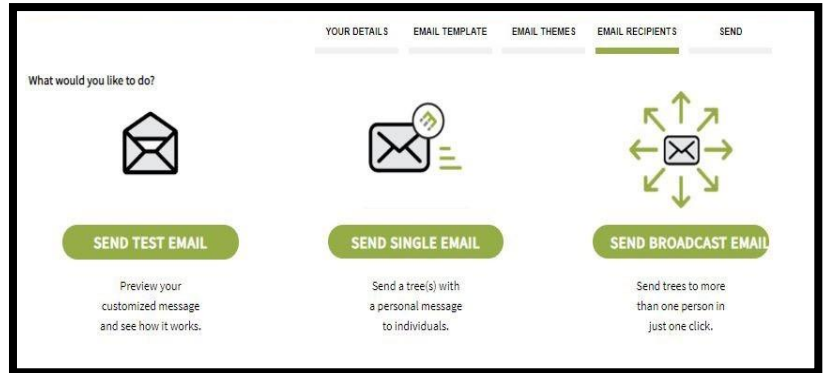 YOUR DETAILS EMAIL TEMPLATE EMAIL THEMES EMAIL RECIPIENTS SEND
What would you like to do?
SEND TEST EMAIL SEND SINGLE EMAIL SEND BROADCAST EMAIL
Preview your Send a tree(s) with Send trees to more
customized message a personal message than one person in
and see how it works. to individuals. just one click.